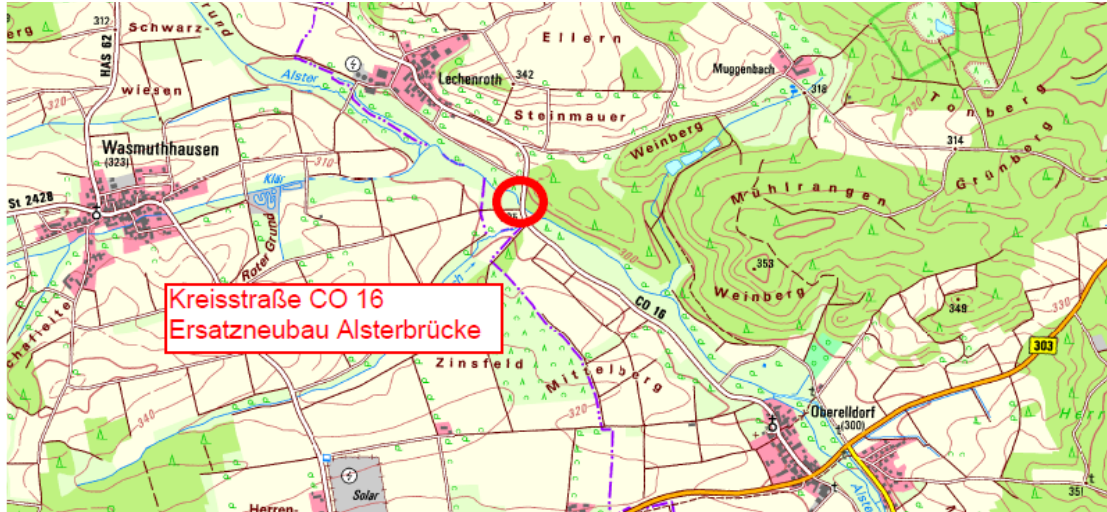 312
Schwarz-
wiesen
HAS 62
Alster
Lechenroth
342
Ellern
Steinmauer
Muggenbach
318
Tonberg
314
Grünberg
Weinberg
Mühlrangen
320
310
Wasmuthhausen
(323)
St 2428
Klär
Roter Grund
300
353
Weinberg
349
330
CO 16
303
Kreisstraße CO 16
Ersatzneubau Alsterbrücke
Zinsfeld
Mittelberg
320
340
Oberelldorf
(300)
Solar
Herren-
351